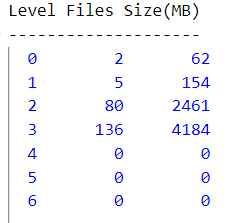 Level Files Size(MB)
--------------------
0 2 62
1 5 154
2 80 2461
3 136 4184
4 0 0
5 0 0
6 0 0